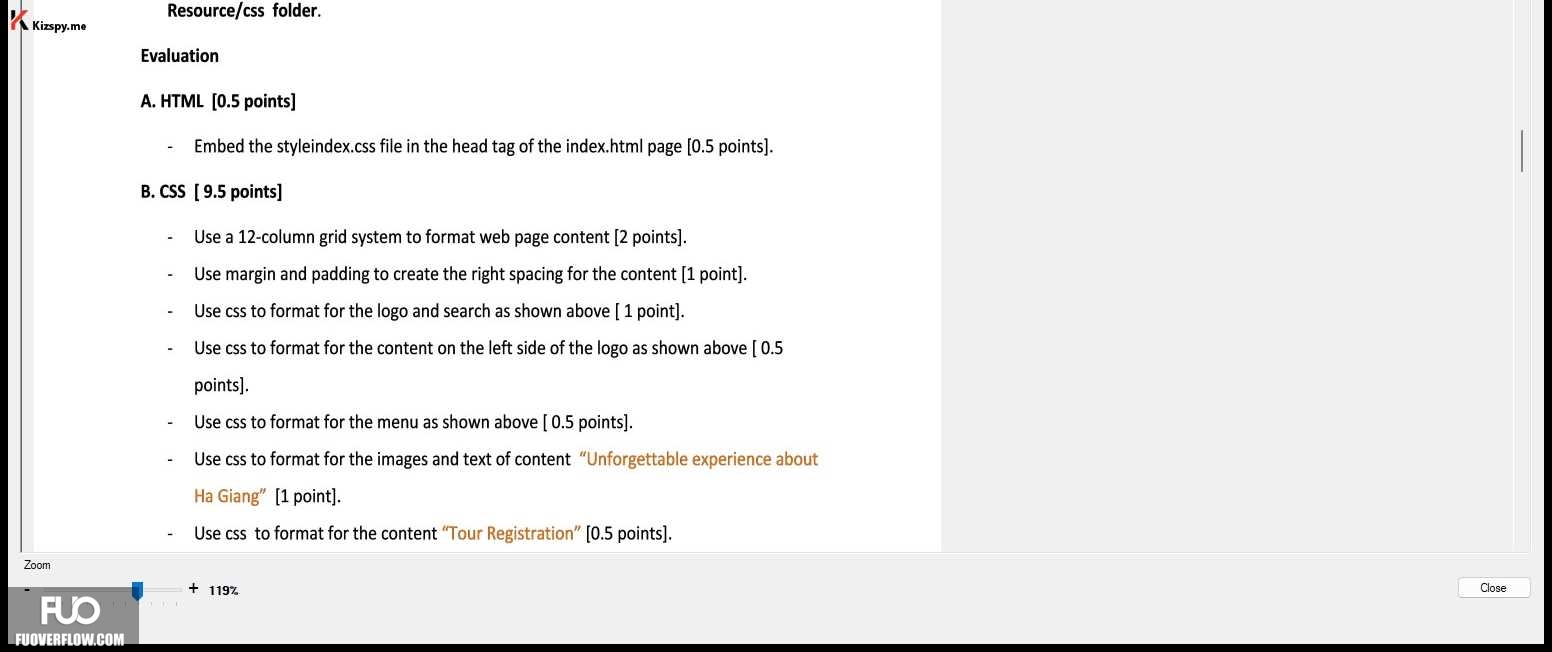 Resource/css folder.
Kizspy.me
Evaluation
A. HTML [0.5 points]
- Embed the styleindex.css file in the head tag of the index.html page [0.5 points].
B. CSS [ 9.5 points]
- Use a 12-column grid system to format web page content [2 points].
- Use margin and padding to create the right spacing for the content [1 point].
- Use css to format for the logo and search as shown above [ 1 point].
- Use css to format for the content on the left side of the logo as shown above [ 0.5
points].
- Use css to format for the menu as shown above [ 0.5 points].
- Use css to format for the images and text of content “Unforgettable experience about
Ha Giang” [1 point].
- Use css to format for the content “Tour Registration” [0.5 points].
Zoom
- + 119%
Close
FUO
FUOVERFLOW.COM